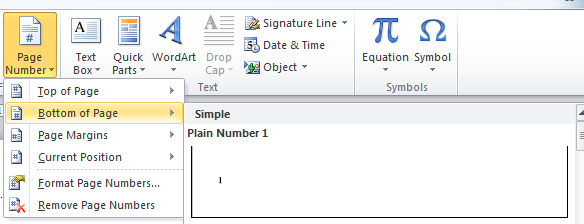 Page Number
Text Box
Quick Parts
WordArt
Drop Cap
Signature Line
Date & Time
Object
Equation
Symbol
Text
Symbols
Top of Page
Bottom of Page
Page Margins
Current Position
Format Page Numbers...
Remove Page Numbers
Simple
Plain Number 1
1